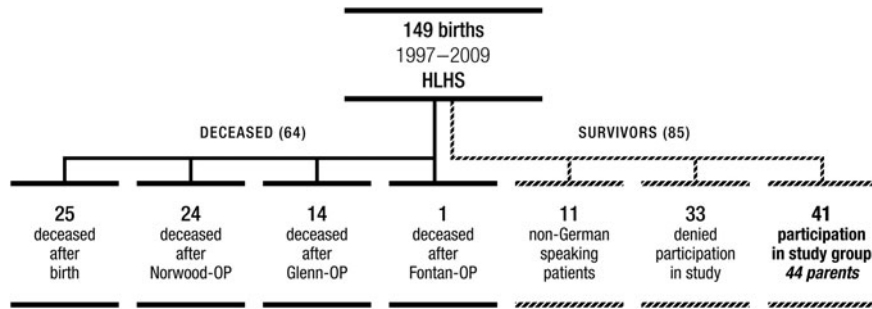 149 births
1997–2009
HLHS
DECEASED (64)
SURVIVORS (85)
25
deceased
after
birth
24
deceased
after
Norwood-OP
14
deceased
after
Glenn-OP
1
deceased
after
Fontan-OP
11
non-German
speaking
patients
33
denied
participation
in study
41
participation
in study group
44 parents